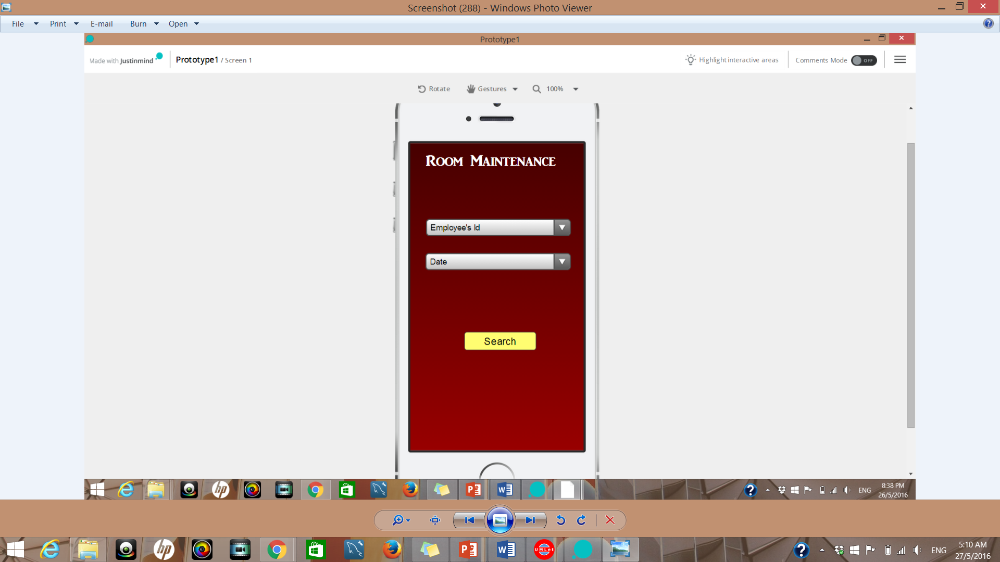 Screenshot (288) - Windows Photo Viewer
File Print E-mail Burn Open
Prototype1
Made with Justinmind Prototype1 / Screen 1 Highlight interactive areas Comments Mode OFF
Rotate Gestures 100%
Room Maintenance
Employee's Id
Date
Search
ENG 8:38 PM
26/5/2016
UMLet
ENG 5:10 AM
27/5/2016